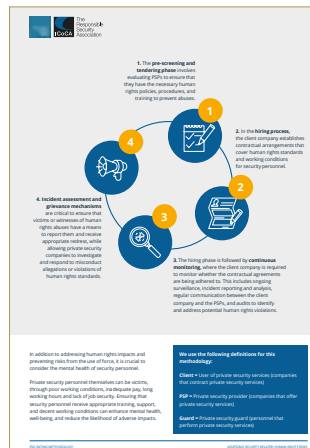 ICoCA
The
Responsible
Security
Association
1. The pre-screening and
tendering phase involves
evaluating PSPs to ensure that
they have the necessary human
rights policies, procedures, and
training to prevent abuses.
1
2. In the hiring process,
the client company establishes
contractual arrangements that
cover human rights standards
and working conditions
for security personnel.
2
3
3. The hiring phase is followed by continuous
monitoring, where the client company is required
to monitor whether the contractual agreements
are being adhered to. This includes ongoing
surveillance, incident reporting and analysis,
regular communication between the client
company and the PSPs, and audits to identify
and address potential human rights violations.
4
4. Incident assessment and
grievance mechanisms
are critical to ensure that
victims or witnesses of human
rights abuses have a means
to report them and receive
appropriate redress, while
allowing private security
companies to investigate
and respond to misconduct
allegations or violations of
human rights standards.
In addition to addressing human rights impacts and
preventing risks from the use of force, it is crucial to
consider the mental health of security personnel.
Private security personnel themselves can be victims,
through poor working conditions, inadequate pay, long
working hours and lack of job security. Ensuring that
security personnel receive appropriate training, support,
and decent working conditions can enhance mental health,
well-being, and reduce the likelihood of adverse impacts.
We use the following definitions for this
methodology:
Client = User of private security services (companies
that contract private security services)
PSP = Private security provider (companies that offer
private security services)
Guard = Private security guard (personnel that
perform private security services)